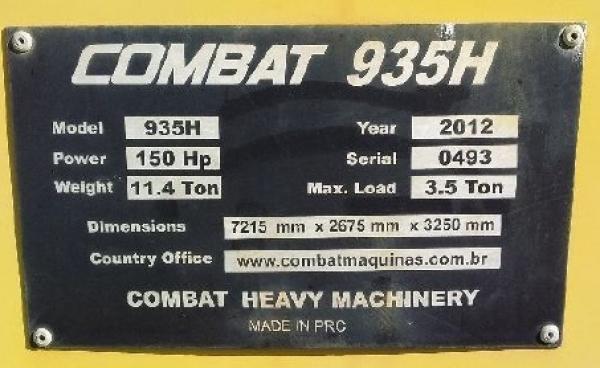 COMBAT 935H
Model 935H Year 2012
Power 150 Hp Serial 0493
Weight 11.4 Ton Max. Load 3.5 Ton
Dimensions 7215 mm x 2675 mm x 3250 mm
Country Office www.combatmaquinas.com.br
COMBAT HEAVY MACHINERY
MADE IN PRC